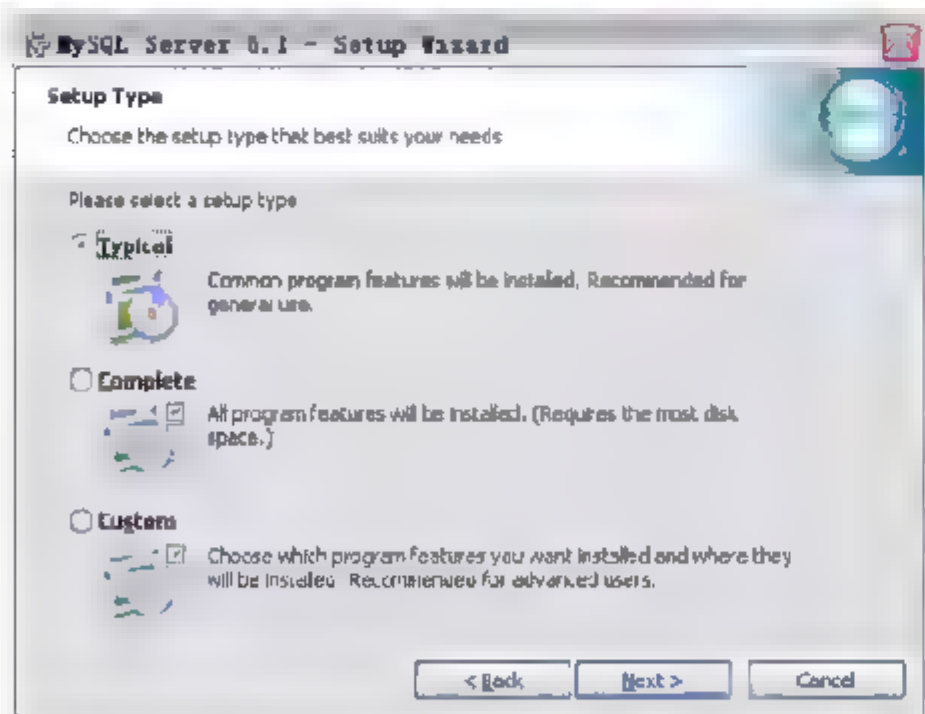 MySQL Server 5.1 - Setup Wizard
Setup Type
Choose the setup type that best suits your needs
Please select a setup type
Typical
Common program features will be installed. Recommended for
general use.
Complete
All program features will be installed. (Requires the most disk
space.)
Custom
Choose which program features you want installed and where they
will be installed. Recommended for advanced users.
< Back
Next >
Cancel